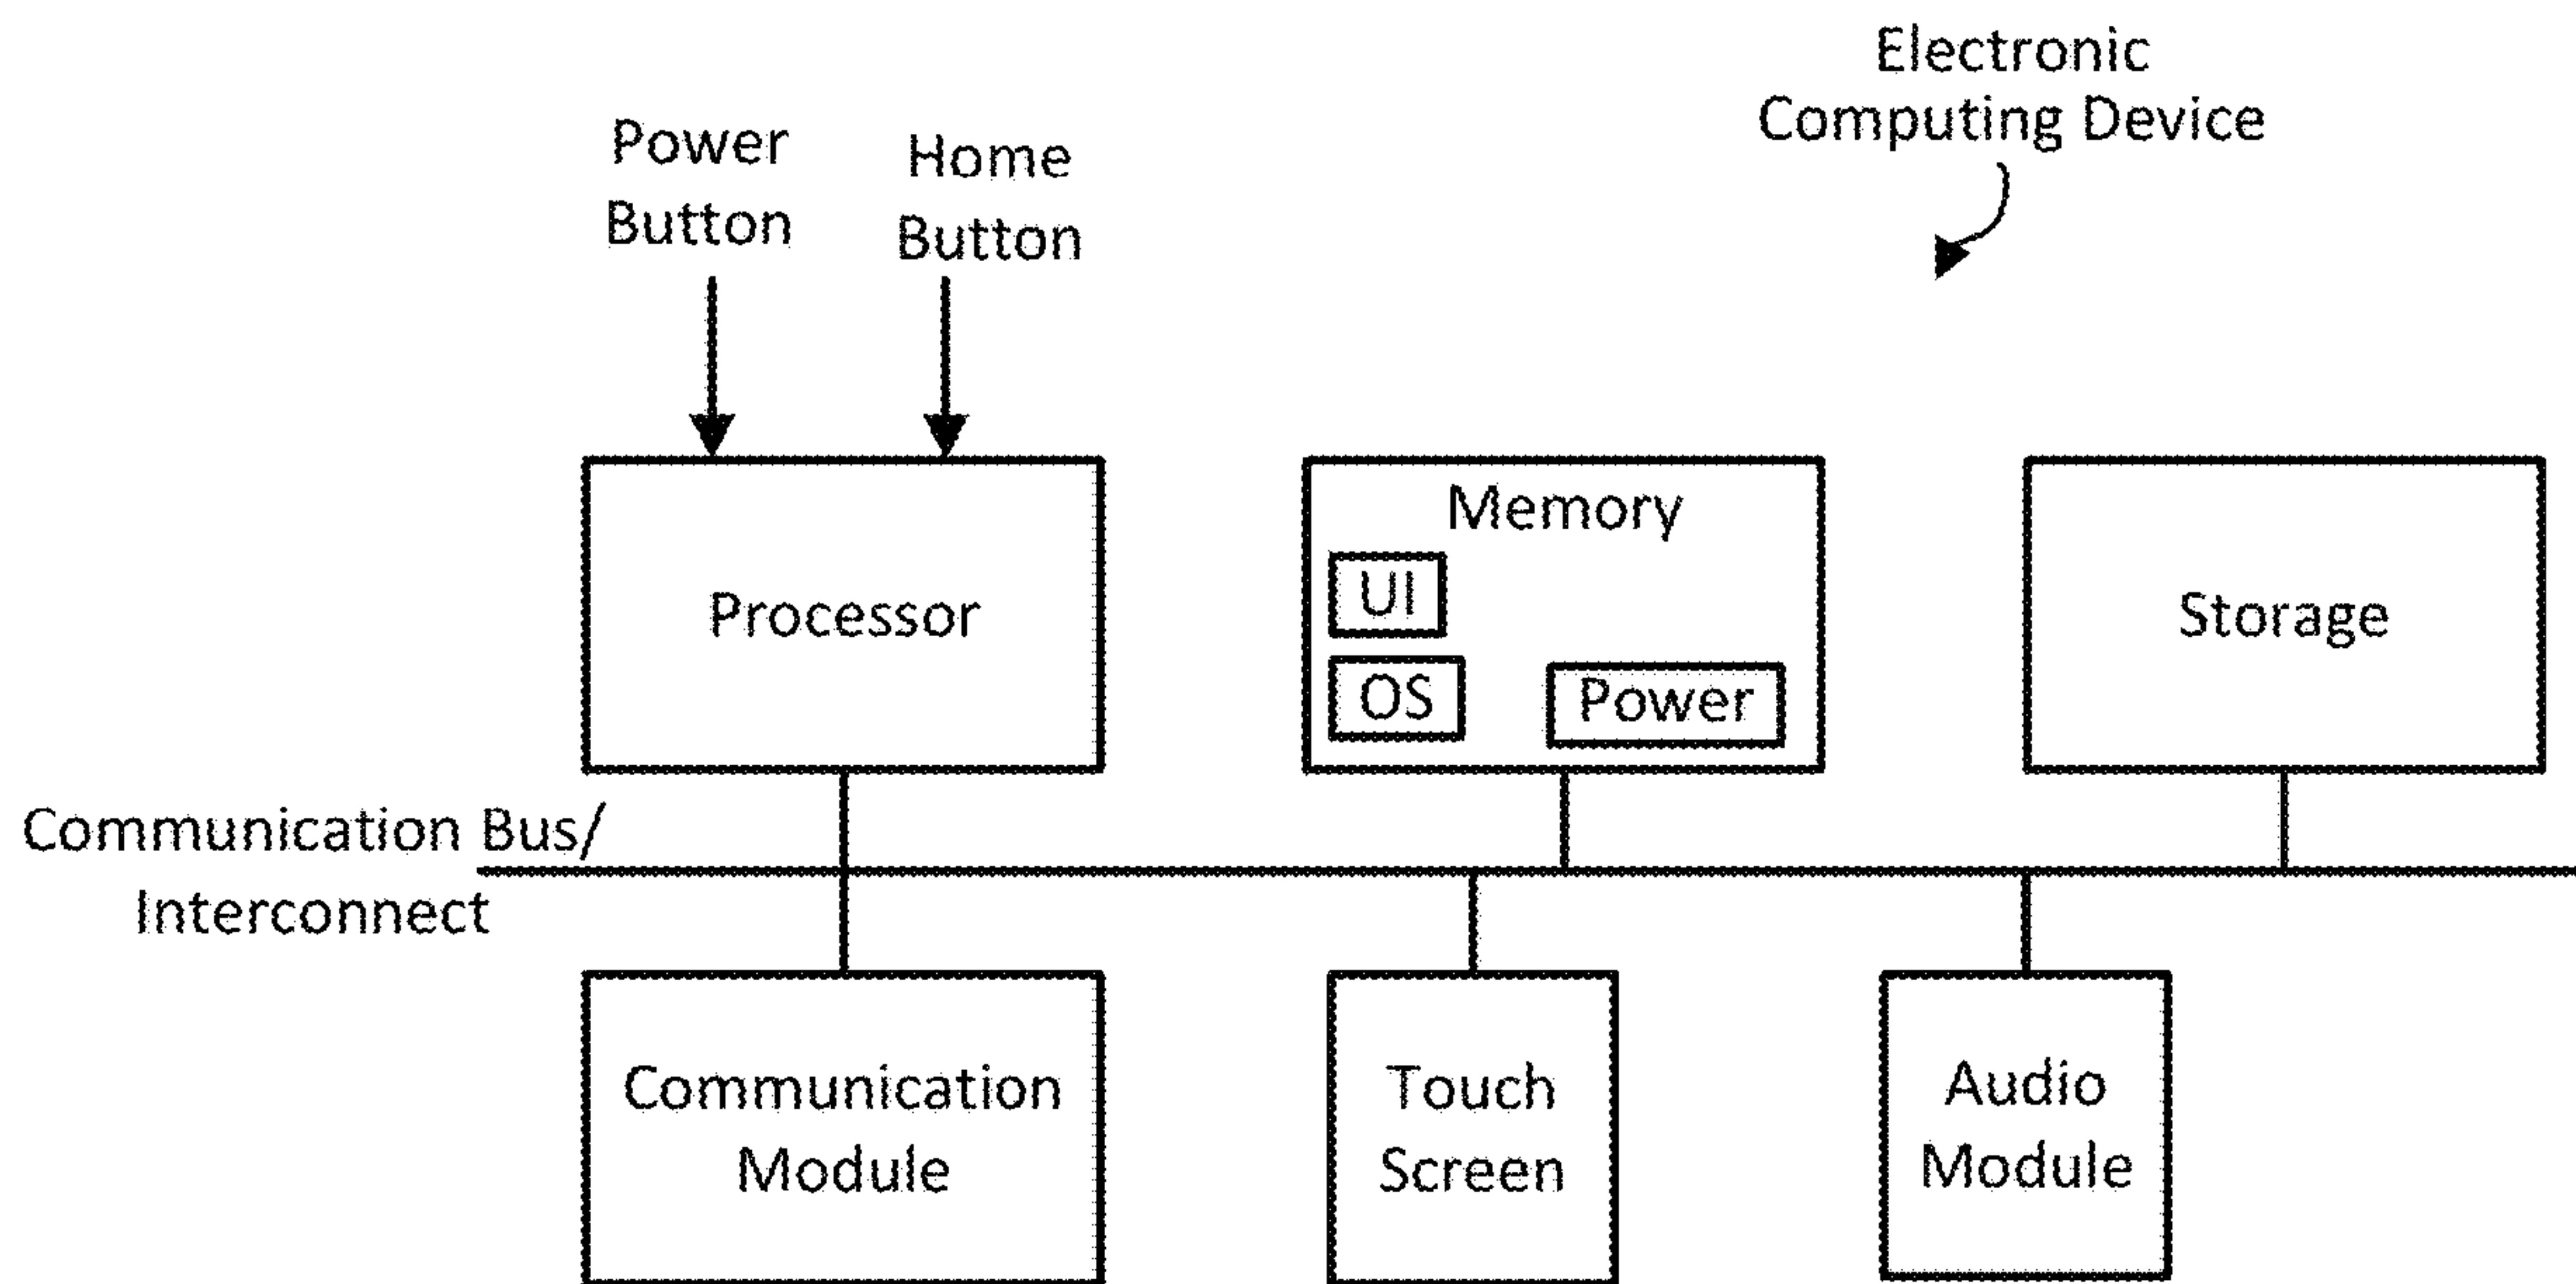 Electronic
Computing Device
Power
Button
Home
Button
Processor
Memory
UI
OS
Power
Storage
Communication Bus/
Interconnect
Communication
Module
Touch
Screen
Audio
Module